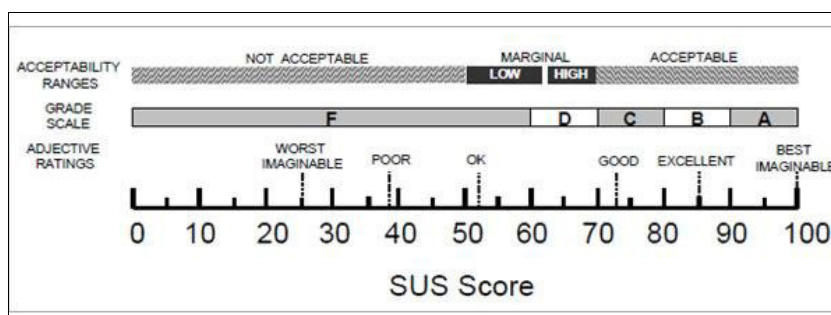 NOT ACCEPTABLE MARGINAL ACCEPTABLE
ACCEPTABILITY
RANGES
LOW HIGH
GRADE
SCALE
F D C B A
ADJECTIVE
RATINGS
WORST
IMAGINABLE
POOR OK GOOD EXCELLENT
BEST
IMAGINABLE
0 10 20 30 40 50 60 70 80 90 100
SUS Score